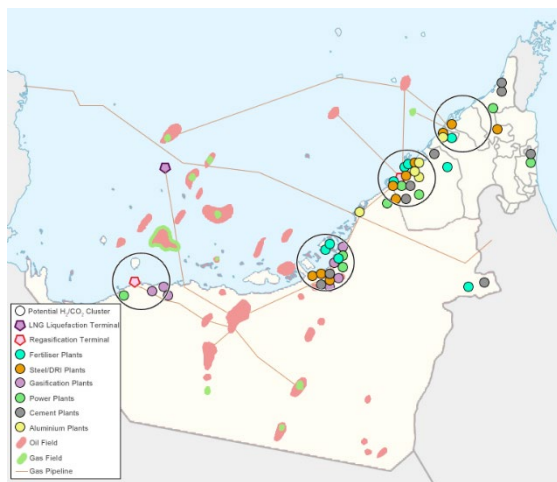 Potential H₂/CO₂ Cluster
LNG Liquefaction Terminal
Regasification Terminal
Fertiliser Plants
Steel/DRI Plants
Gasification Plants
Power Plants
Cement Plants
Aluminium Plants
Oil Field
Gas Field
Gas Pipeline